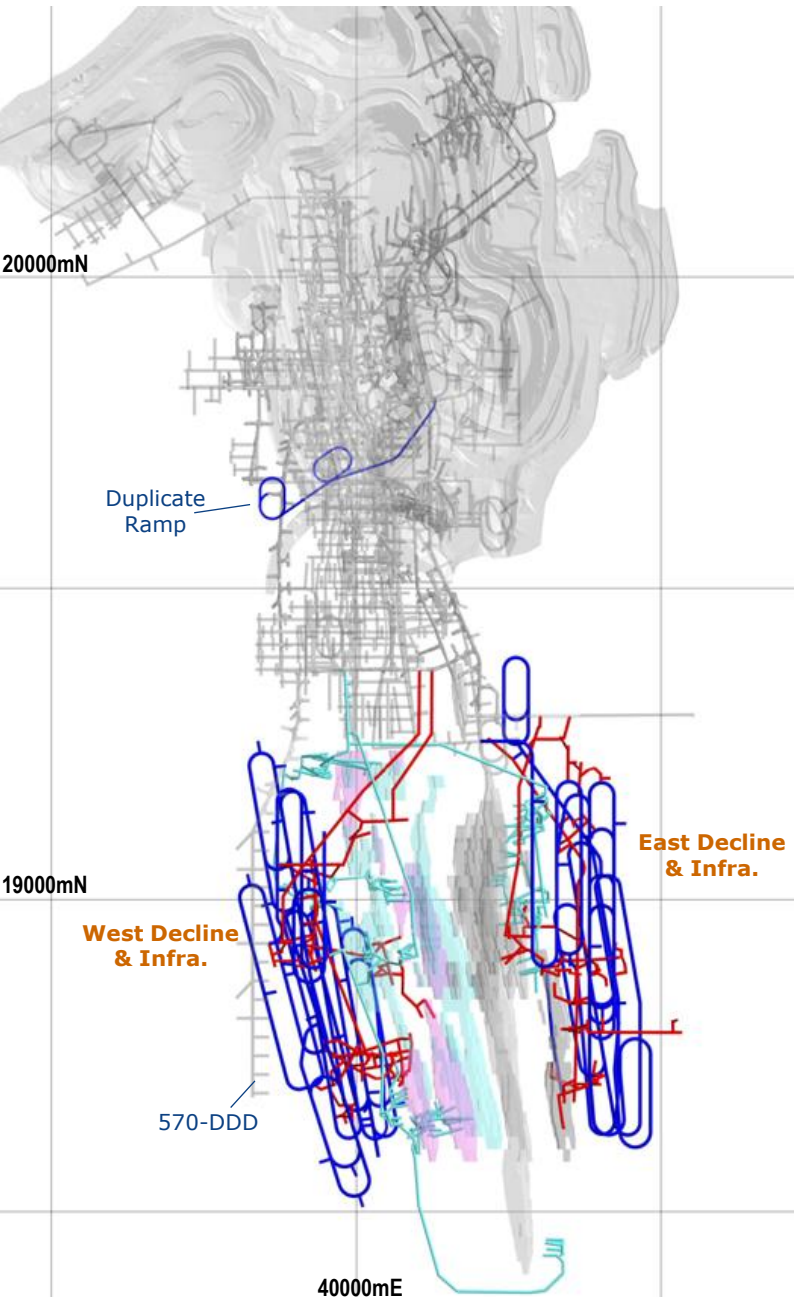 20000mN
Duplicate
Ramp
East Decline
& Infra.
19000mN
West Decline
& Infra.
570-DDD
40000mE